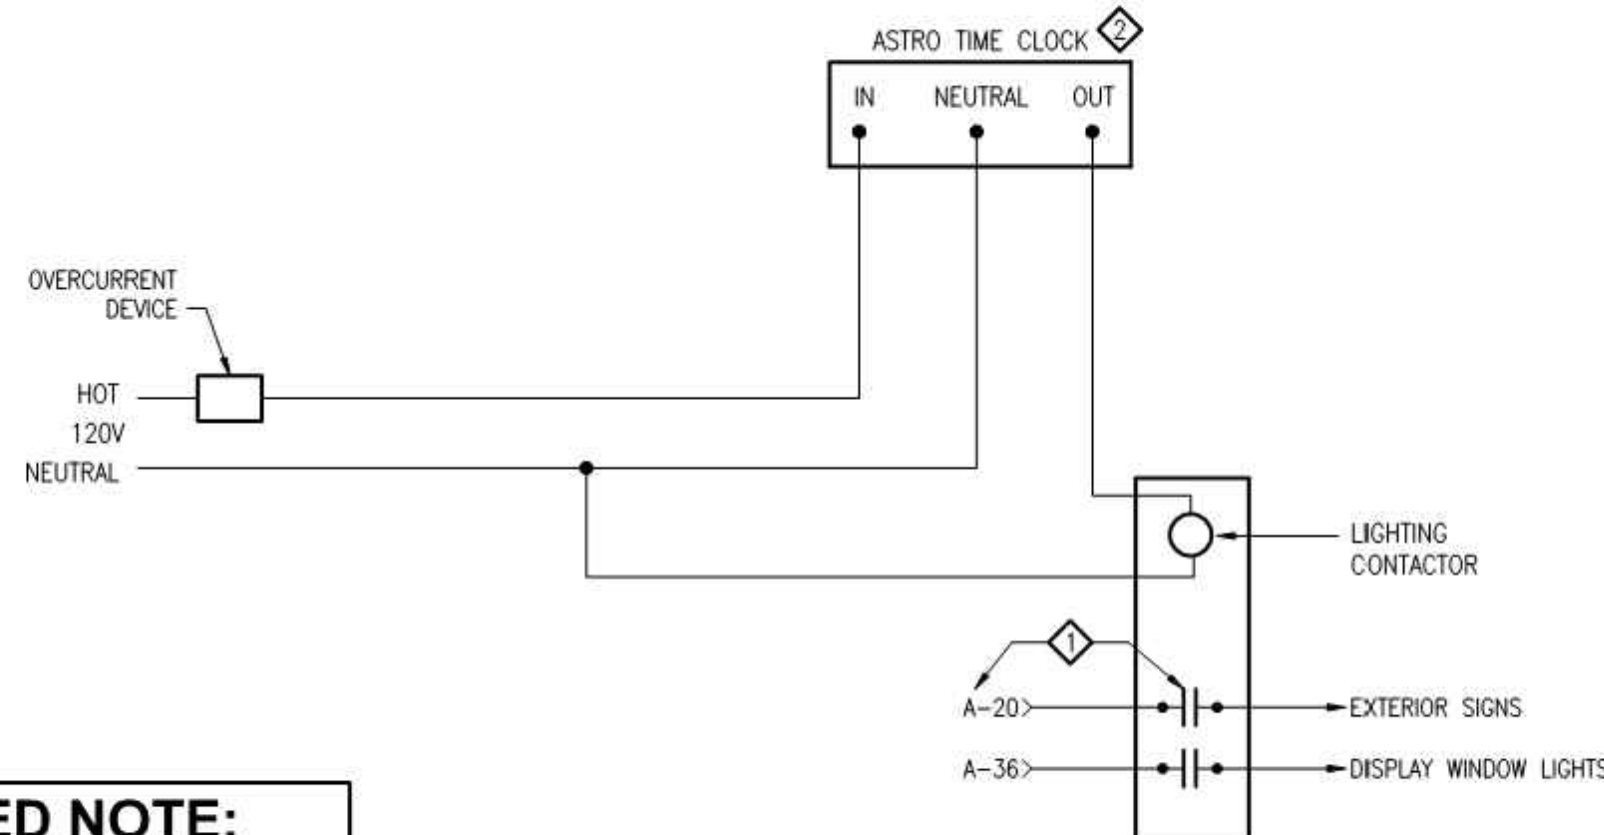 ASTRO TIME CLOCK 2
IN NEUTRAL OUT
OVERCURRENT
DEVICE
HOT
120V
NEUTRAL
LIGHTING
CONTACTOR
1
A-20 EXTERIOR SIGNS
A-36 DISPLAY WINDOW LIGHTS
ED NOTE: